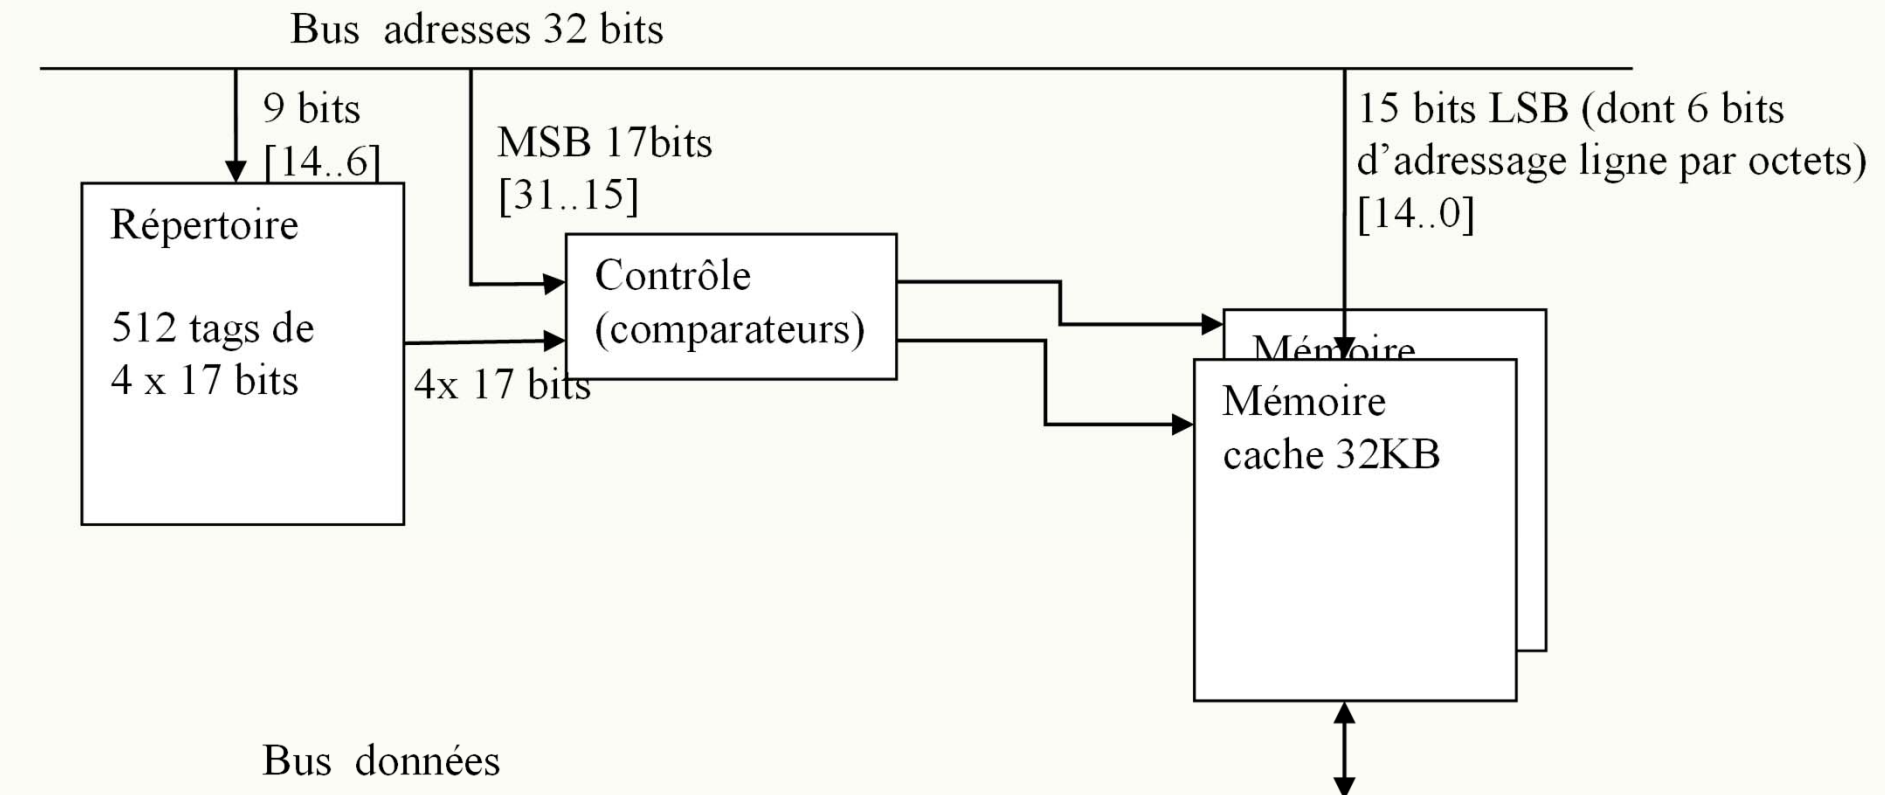 Bus adresses 32 bits
9 bits
[14..6]
MSB 17bits
[31..15]
15 bits LSB (dont 6 bits
d'adressage ligne par octets)
[14..0]
Répertoire
512 tags de
4 x 17 bits
4x 17 bits
Contrôle
(comparateurs)
Mémoire
Mémoire
cache 32KB
Bus données